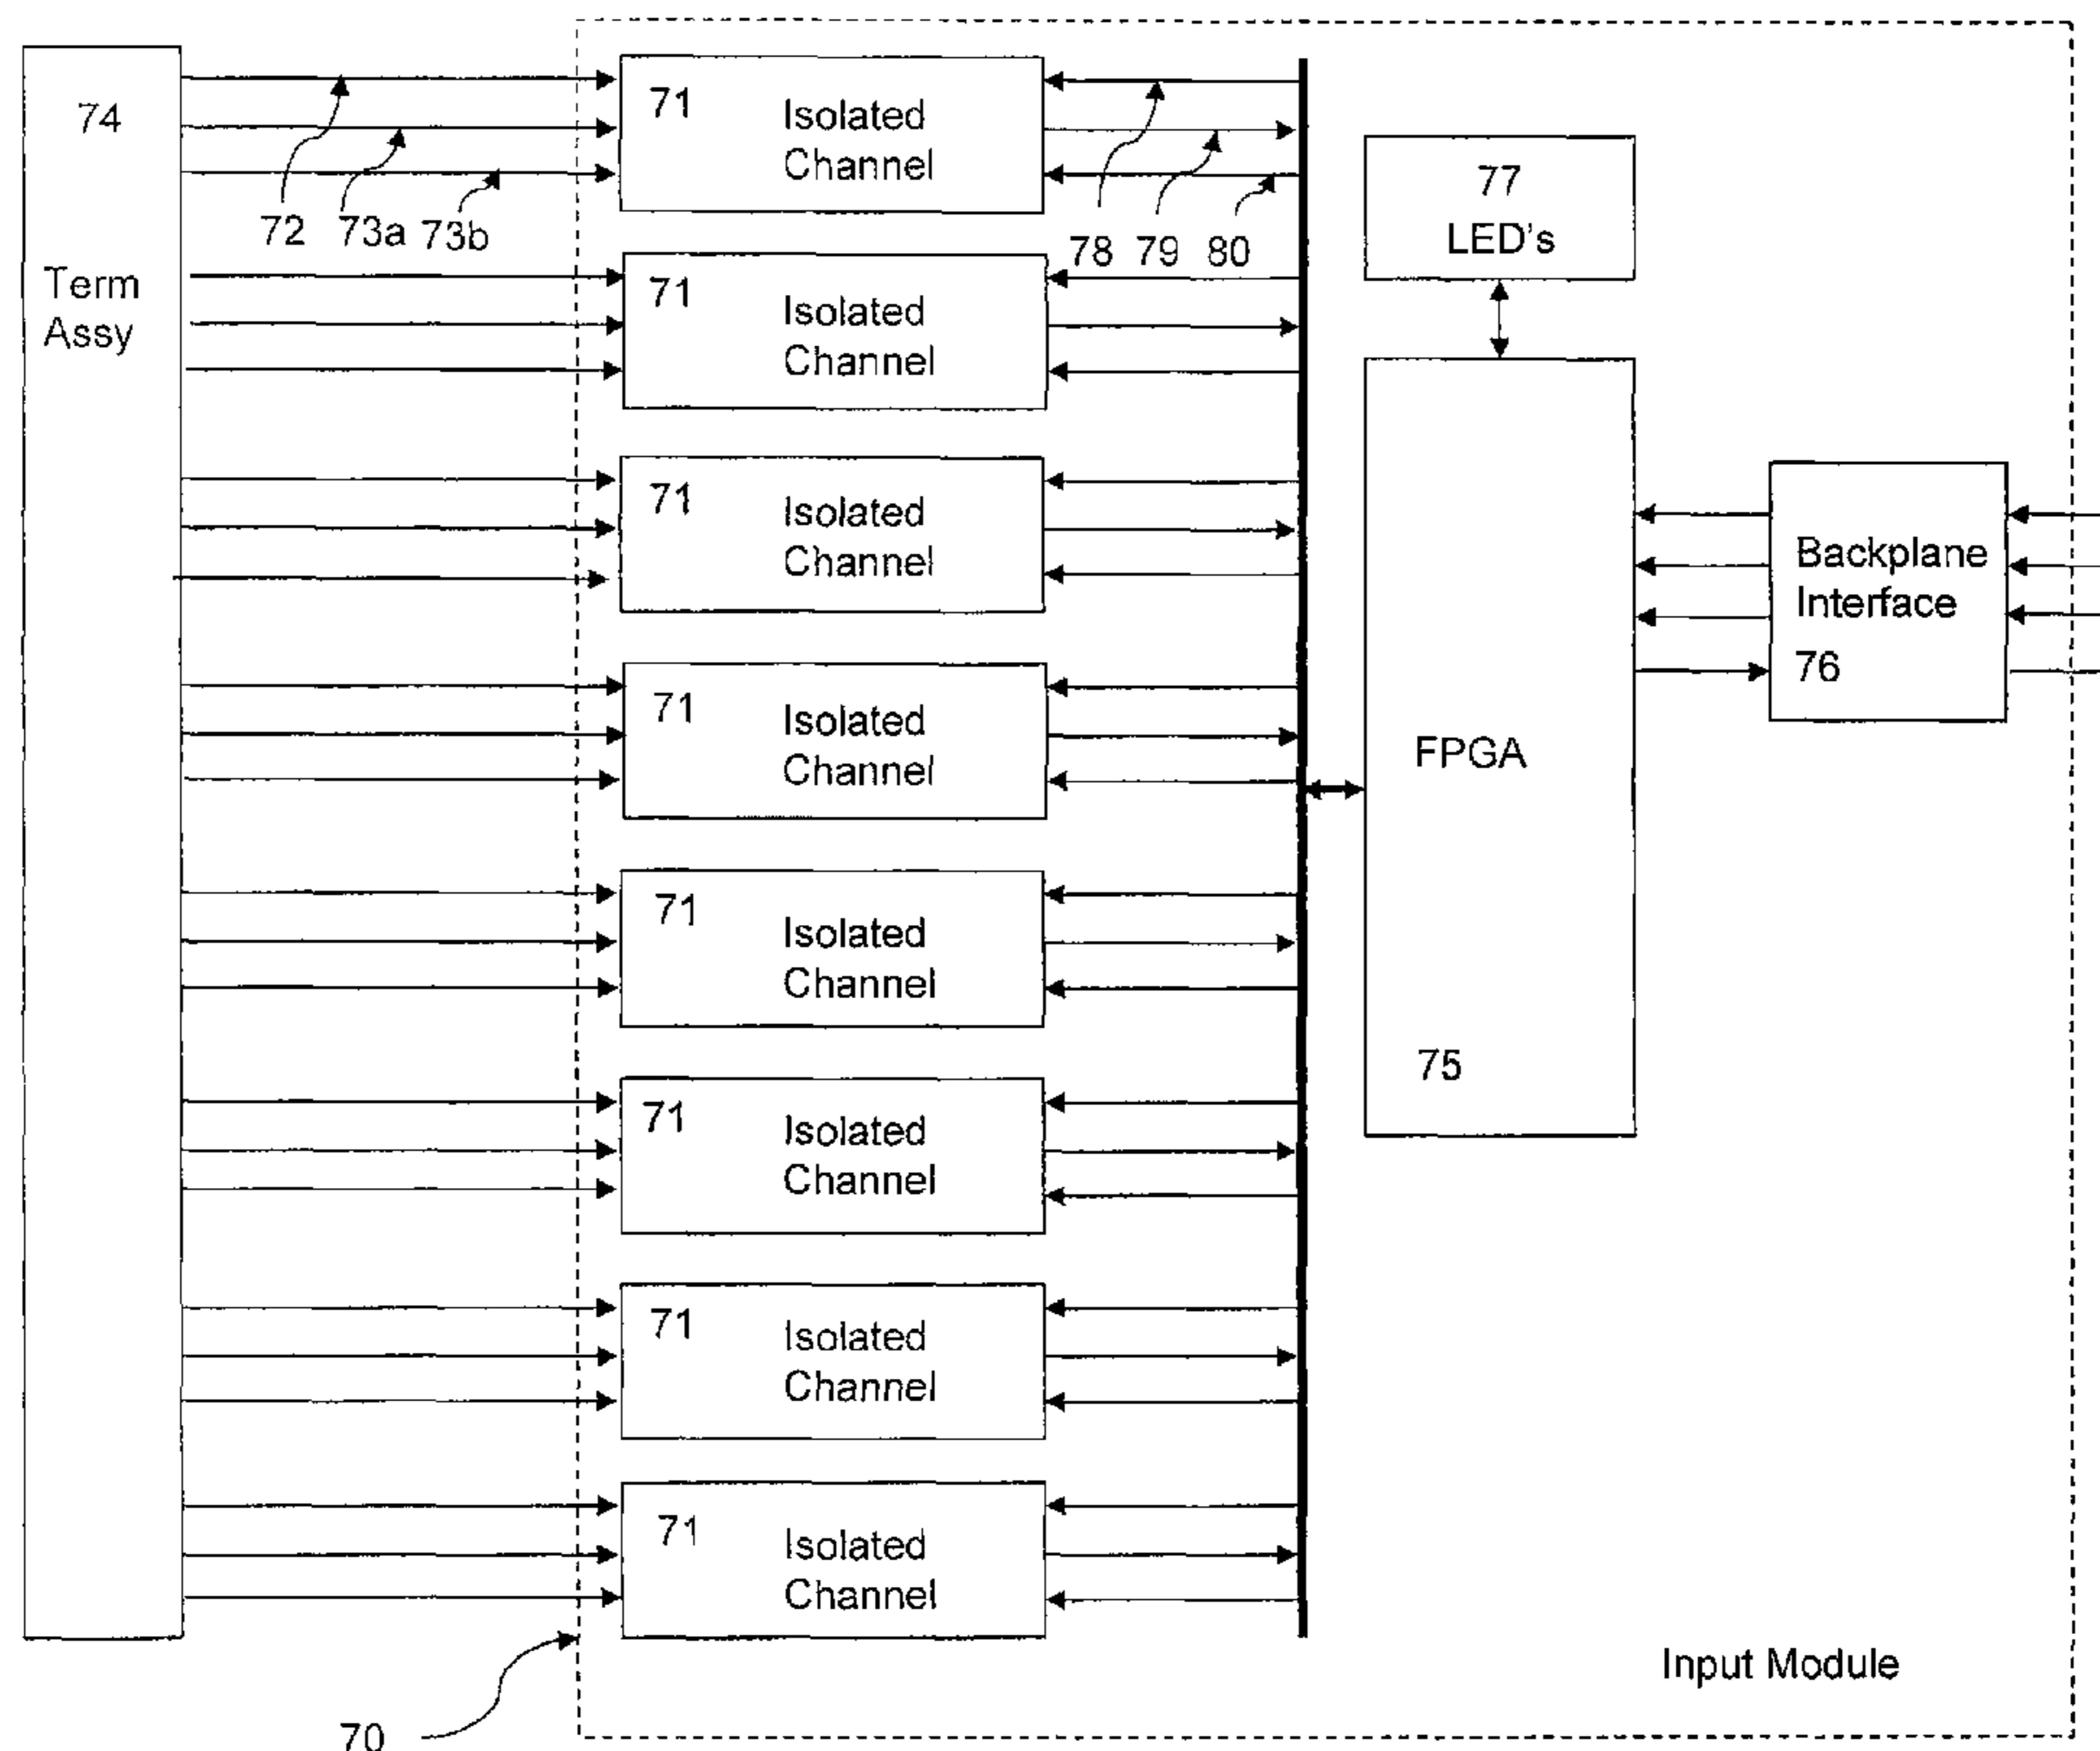 74
Term
Assy
72 73a 73b
71
Isolated
Channel
78 79 80
77
LED's
71
Isolated
Channel
71
Isolated
Channel
71
Isolated
Channel
71
Isolated
Channel
71
Isolated
Channel
71
Isolated
Channel
71
Isolated
Channel
FPGA
75
Backplane
Interface
76
Input Module
70